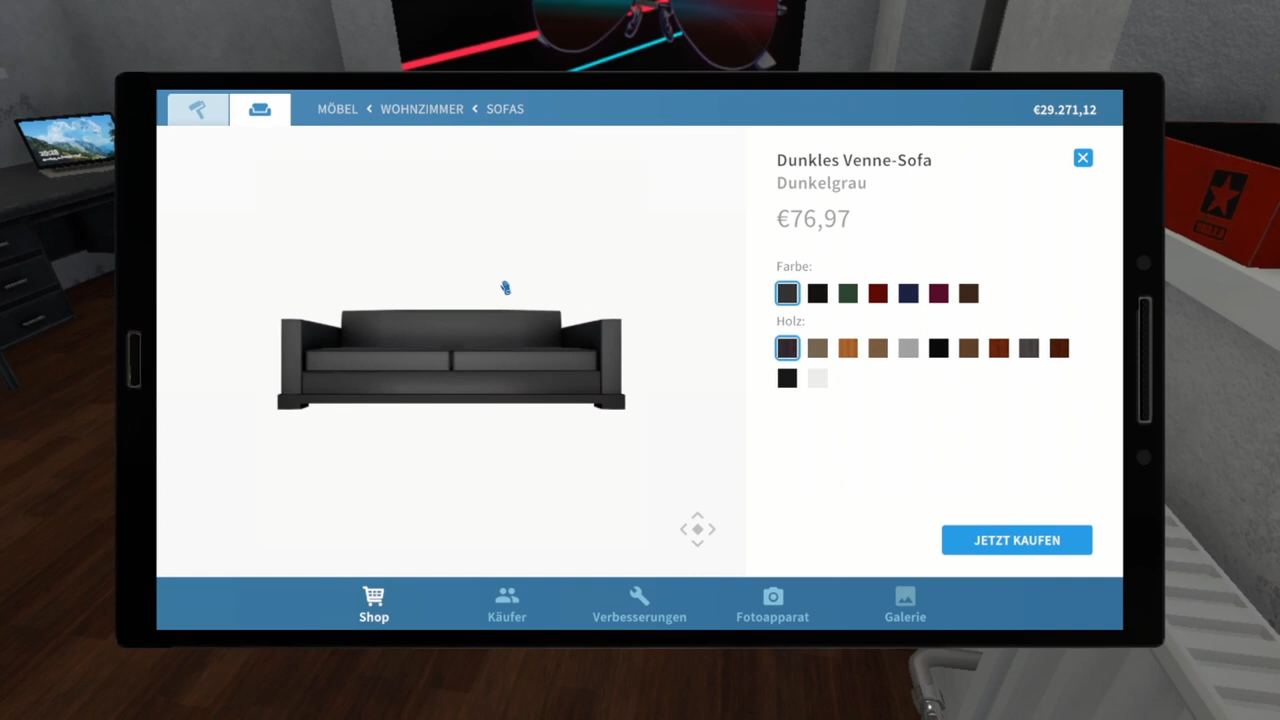 MÖBEL < WOHNZIMMER < SOFAS
€29.271,12
Dunkles Venne-Sofa
Dunkelgrau
€76,97
Farbe:
Holz:
JETZT KAUFEN
Shop
Käufer
Verbesserungen
Fotoapparat
Galerie